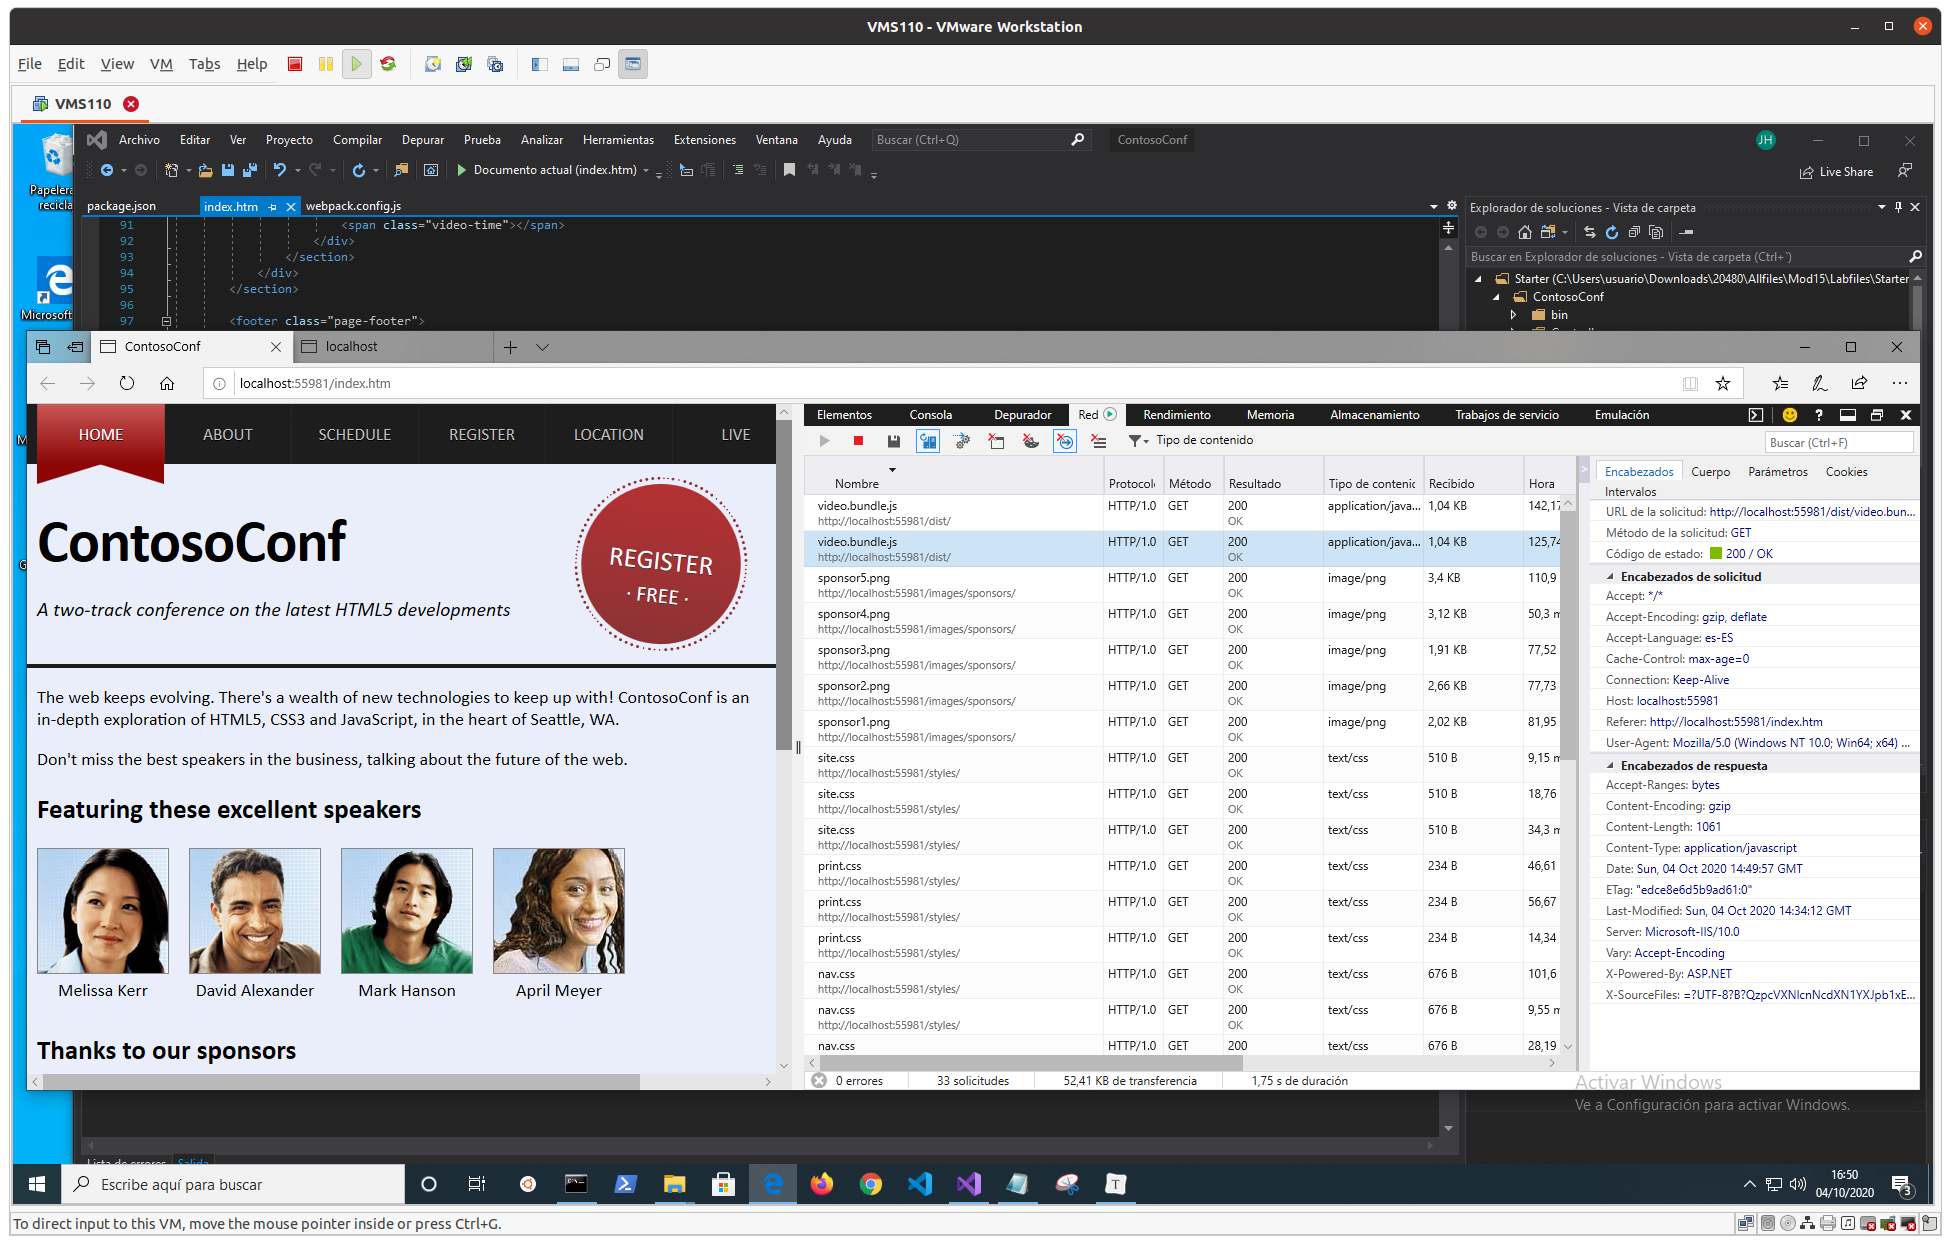 VMS110 - VMware Workstation
File Edit View VM Tabs Help
VMS110
Archivo Editar Ver Proyecto Compilar Depurar Prueba Analizar Herramientas Extensiones Ventana Ayuda Buscar (Ctrl+Q) ContosoConf JH
Documento actual (index.htm) Live Share
package.json index.htm webpack.config.js
Explorador de soluciones - Vista de carpeta
Buscar en Explorador de soluciones - Vista de carpeta (Ctrl+¨)
Starter (C:\Users\usuario\Downloads\20480\Allfiles\Mod15\Labfiles\Starter
ContosoConf
bin
91 <span class="video-time"></span>
92 </div>
93 </section>
94 </div>
95 </section>
96
97 <footer class="page-footer">
Papelera
recicla
Microsoft
ContosoConf localhost
localhost:55981/index.htm
HOME ABOUT SCHEDULE REGISTER LOCATION LIVE
ContosoConf
A two-track conference on the latest HTML5 developments
REGISTER
· FREE ·
The web keeps evolving. There's a wealth of new technologies to keep up with! ContosoConf is an
in-depth exploration of HTML5, CSS3 and JavaScript, in the heart of Seattle, WA.
Don't miss the best speakers in the business, talking about the future of the web.
Featuring these excellent speakers
Melissa Kerr David Alexander Mark Hanson April Meyer
Thanks to our sponsors
Elementos Consola Depurador Red Rendimiento Memoria Almacenamiento Trabajos de servicio Emulación
Tipo de contenido Buscar (Ctrl+F)
Nombre Protocolo Método Resultado Tipo de contenic Recibido Hora
video.bundle.js HTTP/1.0 GET 200 application/java... 1,04 KB 142,17
http://localhost:55981/dist/ OK
video.bundle.js HTTP/1.0 GET 200 application/java... 1,04 KB 125,74
http://localhost:55981/dist/ OK
sponsor5.png HTTP/1.0 GET 200 image/png 3,4 KB 110,9
http://localhost:55981/images/sponsors/ OK
sponsor4.png HTTP/1.0 GET 200 image/png 3,12 KB 50,3 m
http://localhost:55981/images/sponsors/ OK
sponsor3.png HTTP/1.0 GET 200 image/png 1,91 KB 77,52
http://localhost:55981/images/sponsors/ OK
sponsor2.png HTTP/1.0 GET 200 image/png 2,66 KB 77,73
http://localhost:55981/images/sponsors/ OK
sponsor1.png HTTP/1.0 GET 200 image/png 2,02 KB 81,95
http://localhost:55981/images/sponsors/ OK
site.css HTTP/1.0 GET 200 text/css 510 B 9,15 m
http://localhost:55981/styles/ OK
site.css HTTP/1.0 GET 200 text/css 510 B 18,76
http://localhost:55981/styles/ OK
site.css HTTP/1.0 GET 200 text/css 510 B 34,3 m
http://localhost:55981/styles/ OK
print.css HTTP/1.0 GET 200 text/css 234 B 46,61
http://localhost:55981/styles/ OK
print.css HTTP/1.0 GET 200 text/css 234 B 56,67
http://localhost:55981/styles/ OK
print.css HTTP/1.0 GET 200 text/css 234 B 14,34
http://localhost:55981/styles/ OK
nav.css HTTP/1.0 GET 200 text/css 676 B 101,6
http://localhost:55981/styles/ OK
nav.css HTTP/1.0 GET 200 text/css 676 B 9,55 m
http://localhost:55981/styles/ OK
nav.css HTTP/1.0 GET 200 text/css 676 B 28,19
0 errores 33 solicitudes 52,41 KB de transferencia 1,75 s de duración
Encabezados Cuerpo Parámetros Cookies
Intervalos
URL de la solicitud: http://localhost:55981/dist/video.bun...
Método de la solicitud: GET
Código de estado: 200 / OK
Encabezados de solicitud
Accept: */*
Accept-Encoding: gzip, deflate
Accept-Language: es-ES
Cache-Control: max-age=0
Connection: Keep-Alive
Host: localhost:55981
Referer: http://localhost:55981/index.htm
User-Agent: Mozilla/5.0 (Windows NT 10.0; Win64; x64) ...
Encabezados de respuesta
Accept-Ranges: bytes
Content-Encoding: gzip
Content-Length: 1061
Content-Type: application/javascript
Date: Sun, 04 Oct 2020 14:49:57 GMT
ETag: "edce8e6d5b9ad61:0"
Last-Modified: Sun, 04 Oct 2020 14:34:12 GMT
Server: Microsoft-IIS/10.0
Vary: Accept-Encoding
X-Powered-By: ASP.NET
X-SourceFiles: =?UTF-8?B?QzpcVXNlcnNcdXN1YXJpb1xE...
Activar Windows
Ve a Configuración para activar Windows.
Lista de errores Salida
Escribe aquí para buscar
16:50
04/10/2020
3
To direct input to this VM, move the mouse pointer inside or press Ctrl+G.